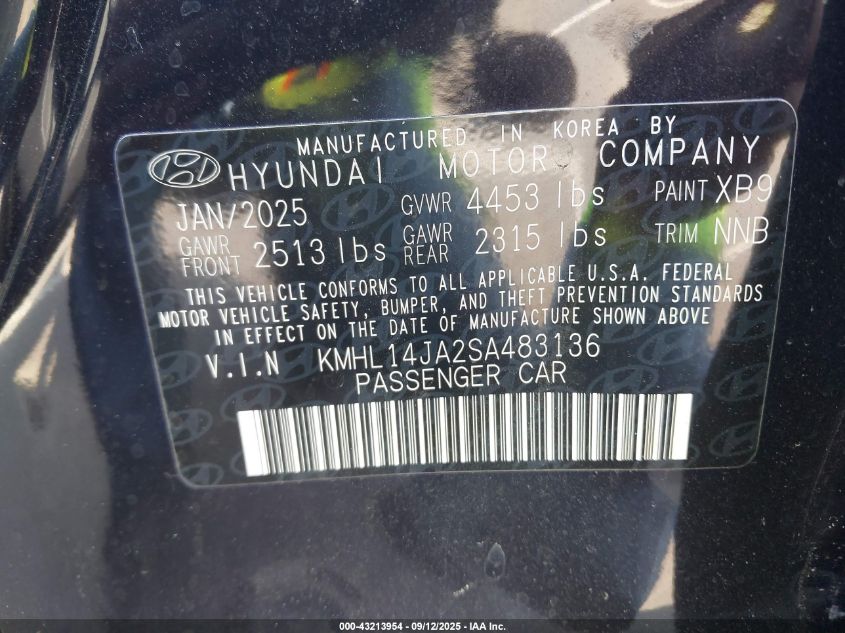 MANUFACTURED IN KOREA BY
HYUNDAI MOTOR COMPANY
JAN/2025 GVWR 4453 lbs PAINT XB9
GAWR FRONT 2513 lbs GAWR REAR 2315 lbs TRIM NNB
THIS VEHICLE CONFORMS TO ALL APPLICABLE U.S.A. FEDERAL
MOTOR VEHICLE SAFETY, BUMPER, AND THEFT PREVENTION STANDARDS
IN EFFECT ON THE DATE OF MANUFACTURE SHOWN ABOVE
V.I.N KMHL14JA2SA483136
PASSENGER CAR
000-43213954 - 09/12/2025 - IAA Inc.